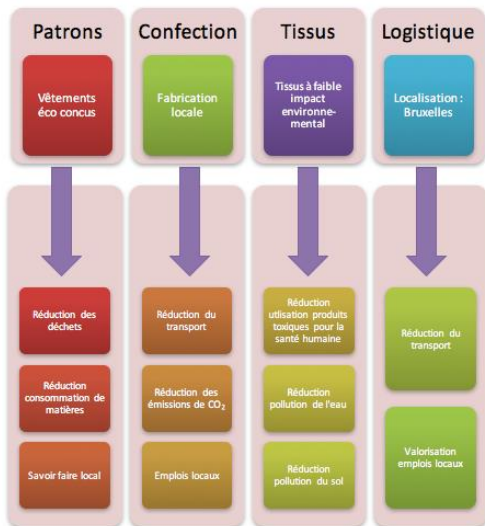 Patrons
Vêtements
éco concus
Confection
Fabrication
locale
Tissus
Tissus à faible
impact
environne-
mental
Logistique
Localisation :
Bruxelles
Réduction des
déchets
Réduction
consommation de
matières
Savoir faire local
Réduction du
transport
Réduction des
émissions de CO₂
Emplois locaux
Réduction
utilisation produits
toxiques pour la
santé humaine
Réduction
pollution de l'eau
Réduction
pollution du sol
Réduction du
transport
Valorisation
emplois locaux